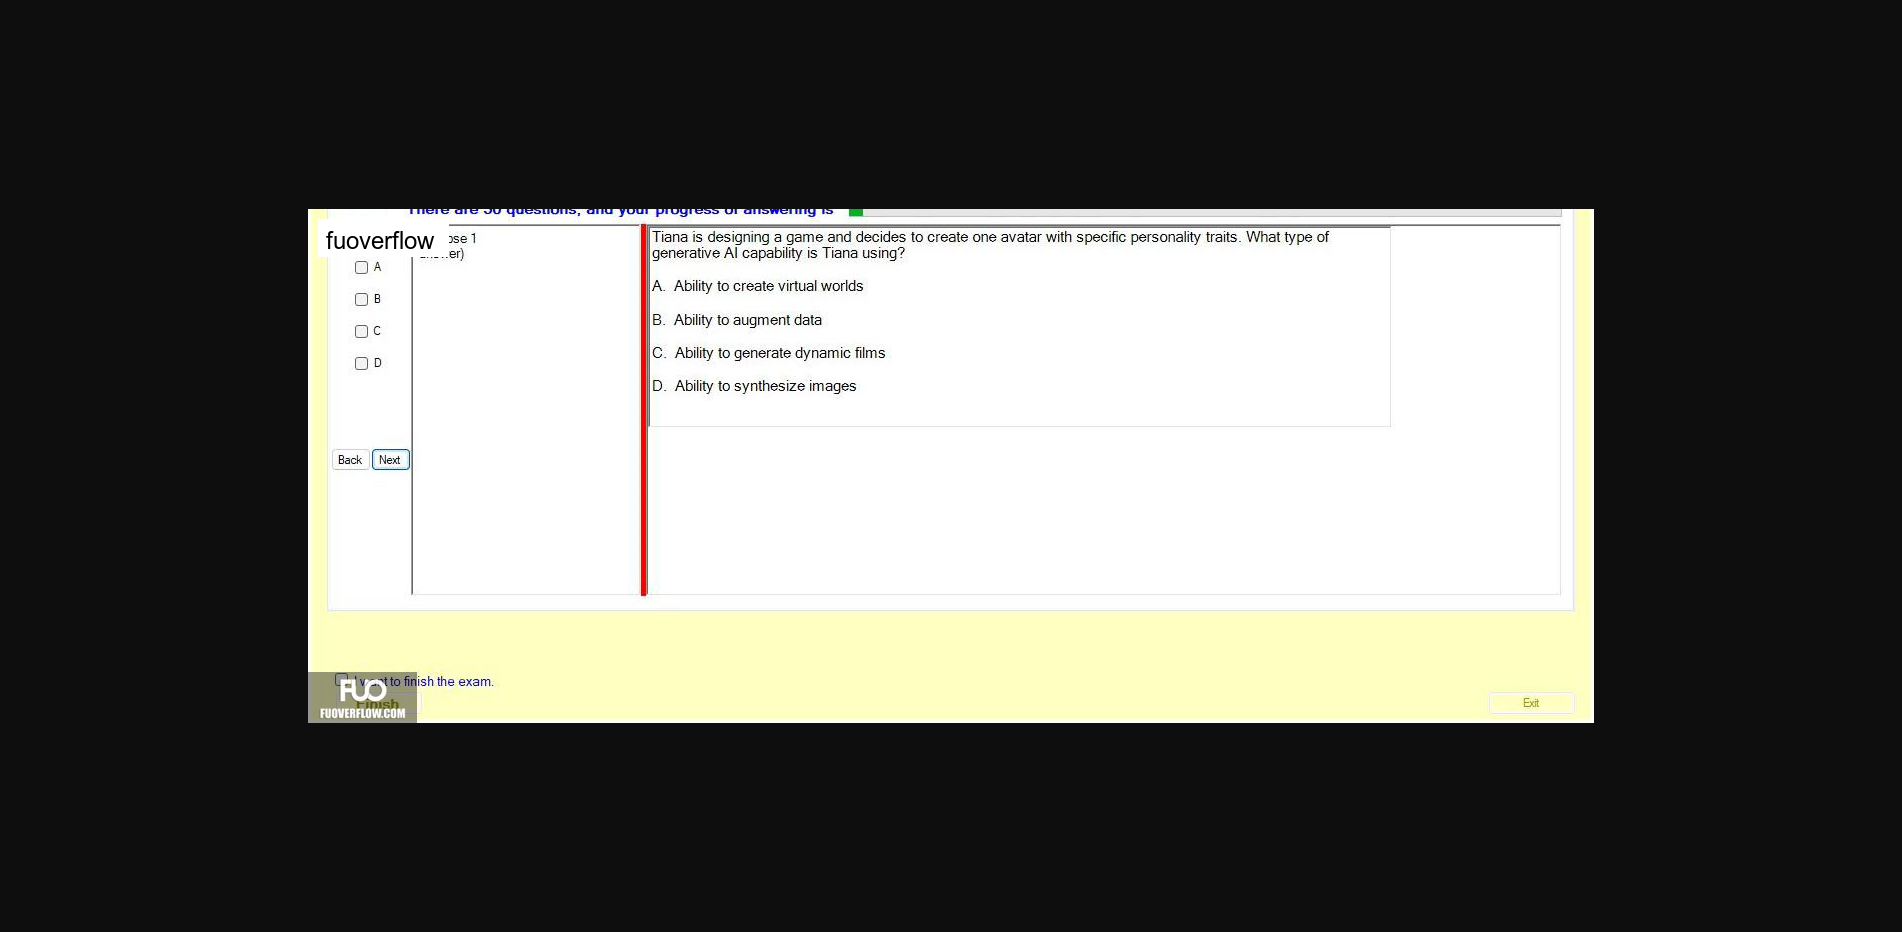 There are 50 questions, and your progress of answering is
fuoverflow
ose 1
er)
A
B
C
D
Back
Next
Tiana is designing a game and decides to create one avatar with specific personality traits. What type of
generative AI capability is Tiana using?
A. Ability to create virtual worlds
B. Ability to augment data
C. Ability to generate dynamic films
D. Ability to synthesize images
I want to finish the exam.
FUO
Finish
FUOVERFLOW.COM
Exit